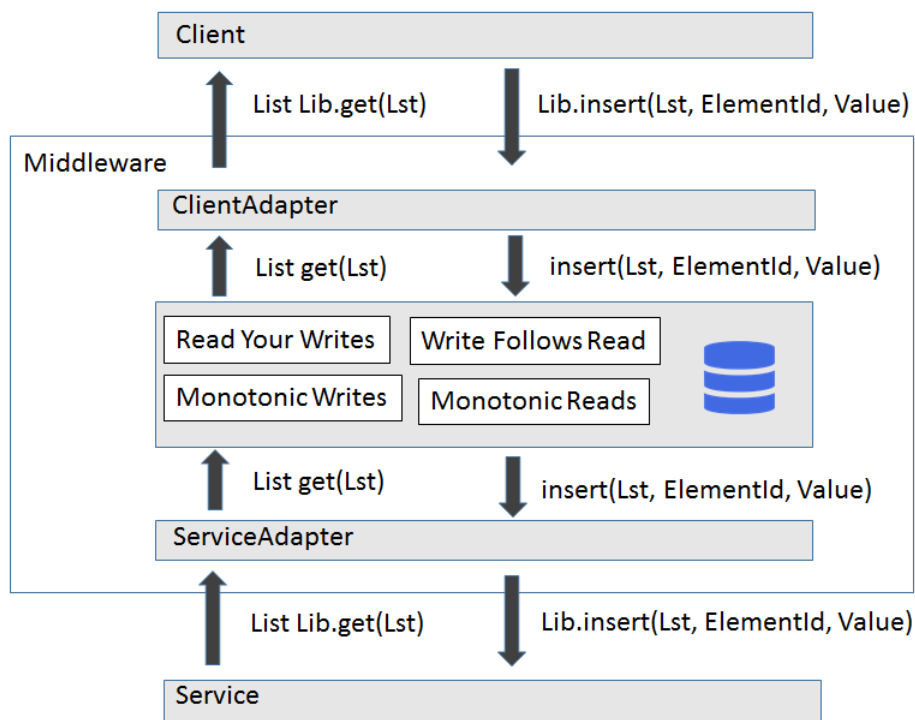 Client
List Lib.get(Lst)
Lib.insert(Lst, ElementId, Value)
Middleware
ClientAdapter
List get(Lst)
insert(Lst, ElementId, Value)
Read Your Writes
Write Follows Read
Monotonic Writes
Monotonic Reads
List get(Lst)
insert(Lst, ElementId, Value)
ServiceAdapter
List Lib.get(Lst)
Lib.insert(Lst, ElementId, Value)
Service